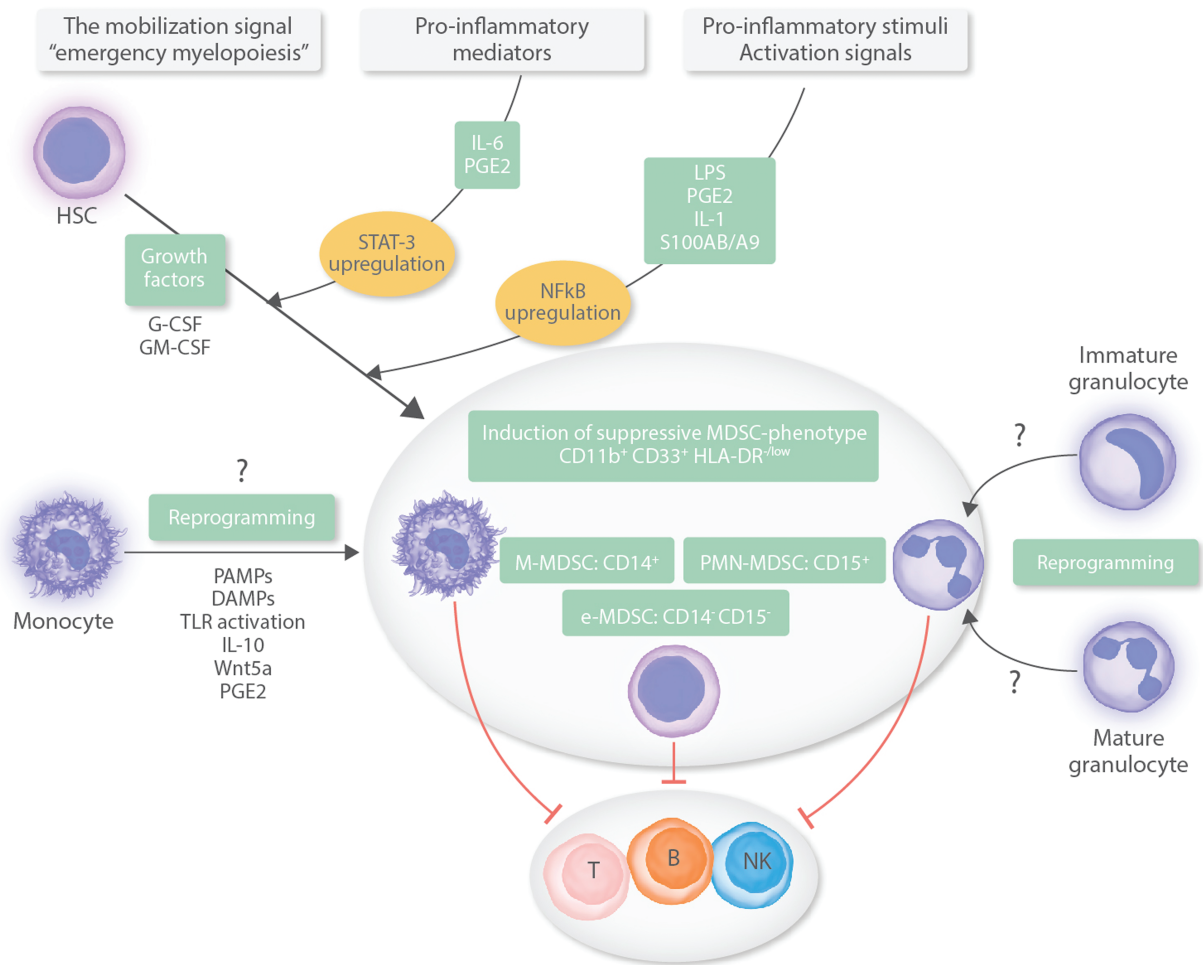 The mobilization signal
“emergency myelopoiesis”
Pro-inflammatory
mediators
Pro-inflammatory stimuli
Activation signals
HSC
IL-6
PGE2
LPS
PGE2
IL-1
S100AB/A9
Growth
factors
STAT-3
upregulation
NFkB
upregulation
G-CSF
GM-CSF
Immature
granulocyte
Induction of suppressive MDSC-phenotype
CD11b⁺ CD33⁺ HLA-DR⁻/ˡᵒʷ
?
?
Reprogramming
Monocyte
PAMPs
DAMPs
TLR activation
IL-10
Wnt5a
PGE2
M-MDSC: CD14⁺
PMN-MDSC: CD15⁺
e-MDSC: CD14⁻ CD15⁻
Reprogramming
?
Mature
granulocyte
T
B
NK